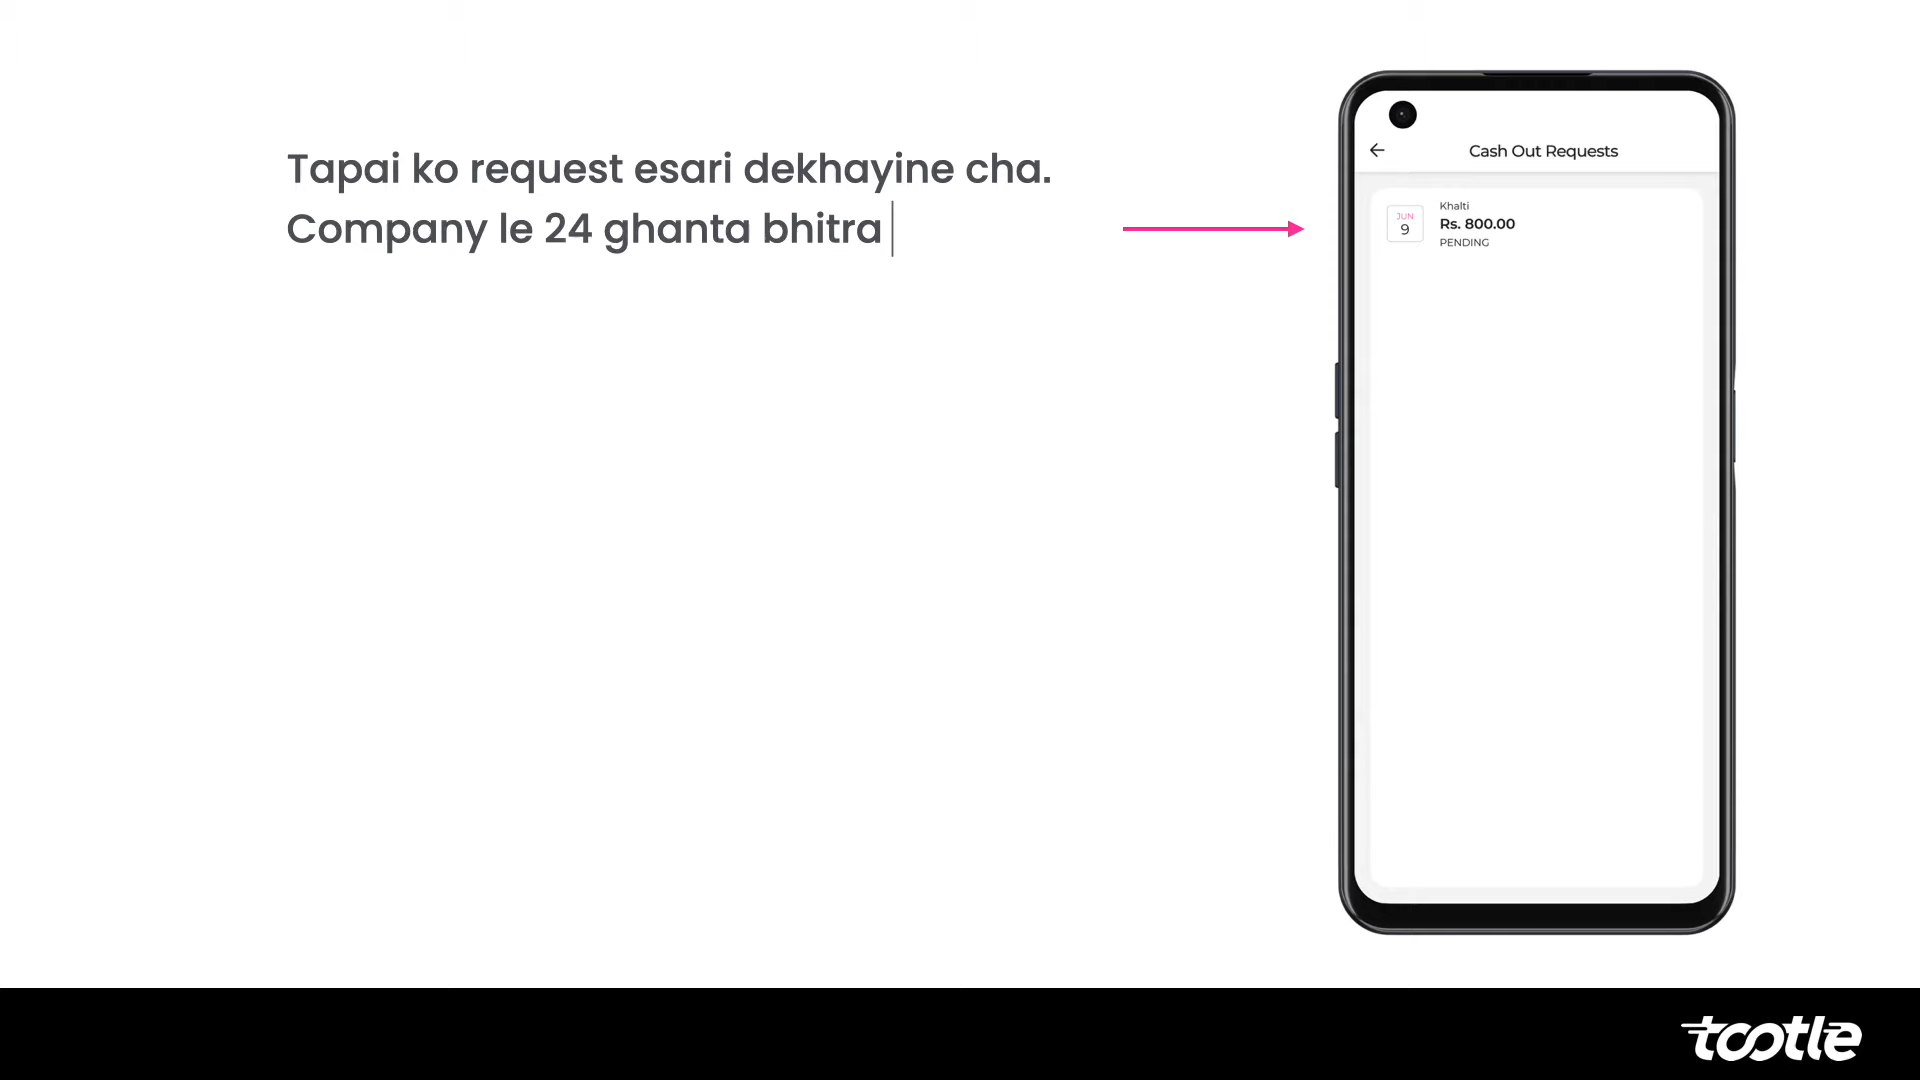 Tapai ko request esari dekhayine cha.
Company le 24 ghanta bhitra
Cash Out Requests
JUN
9
Khalti
Rs. 800.00
PENDING
tootle